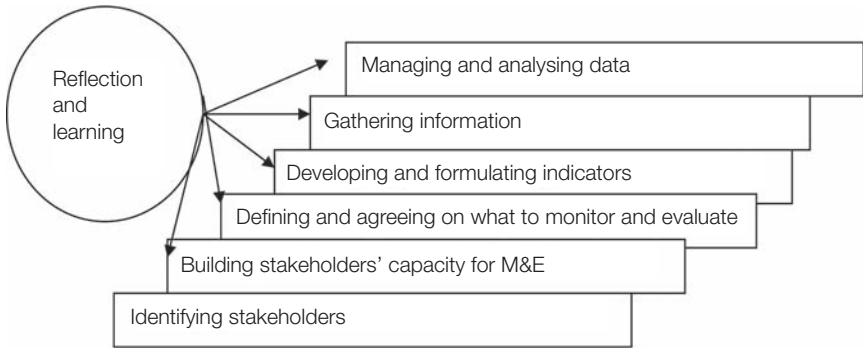 Reflection
and
learning
Managing and analysing data
Gathering information
Developing and formulating indicators
Defining and agreeing on what to monitor and evaluate
Building stakeholders’ capacity for M&E
Identifying stakeholders